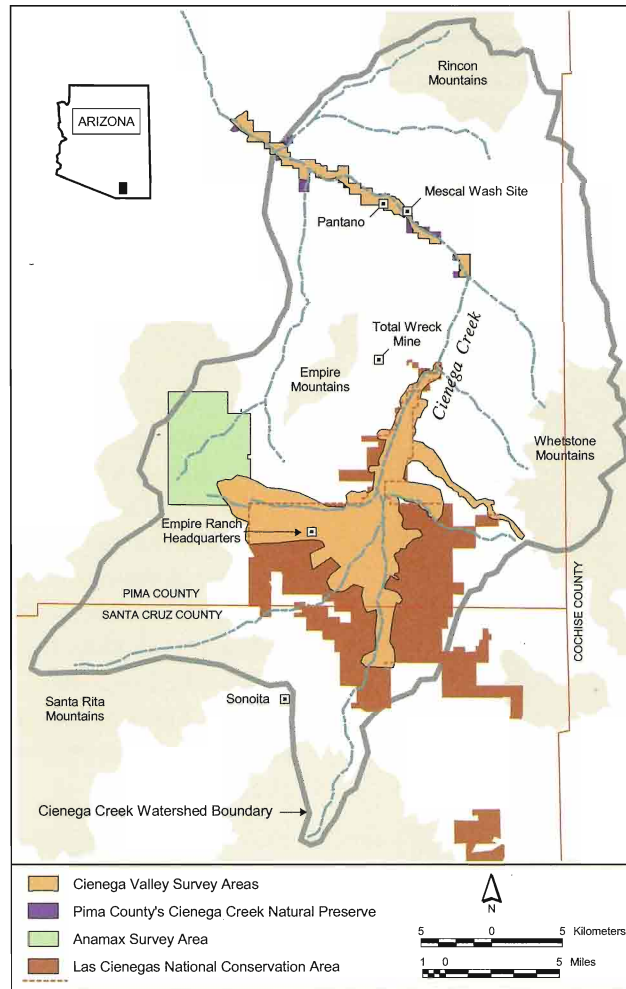 Rincon
Mountains
ARIZONA
Mescal Wash Site
Pantano
Total Wreck
Mine
Cienega Creek
Empire
Mountains
Whetstone
Mountains
Empire Ranch
Headquarters
PIMA COUNTY
SANTA CRUZ COUNTY
COCHISE COUNTY
Santa Rita
Mountains
Sonoita
Cienega Creek Watershed Boundary
Cienega Valley Survey Areas
Pima County's Cienega Creek Natural Preserve
Anamax Survey Area
Las Cienegas National Conservation Area
N
5 0 5 Kilometers
1 0 5 Miles